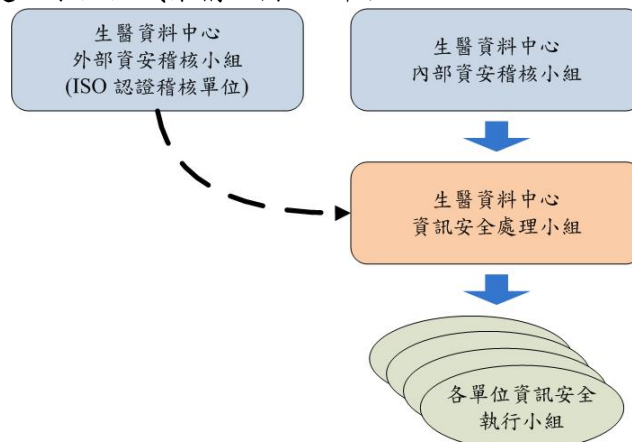 生醫資料中心
外部資安稽核小組
(ISO 認證稽核單位)
生醫資料中心
內部資安稽核小組
生醫資料中心
資訊安全處理小組
各單位資訊安全
執行小組